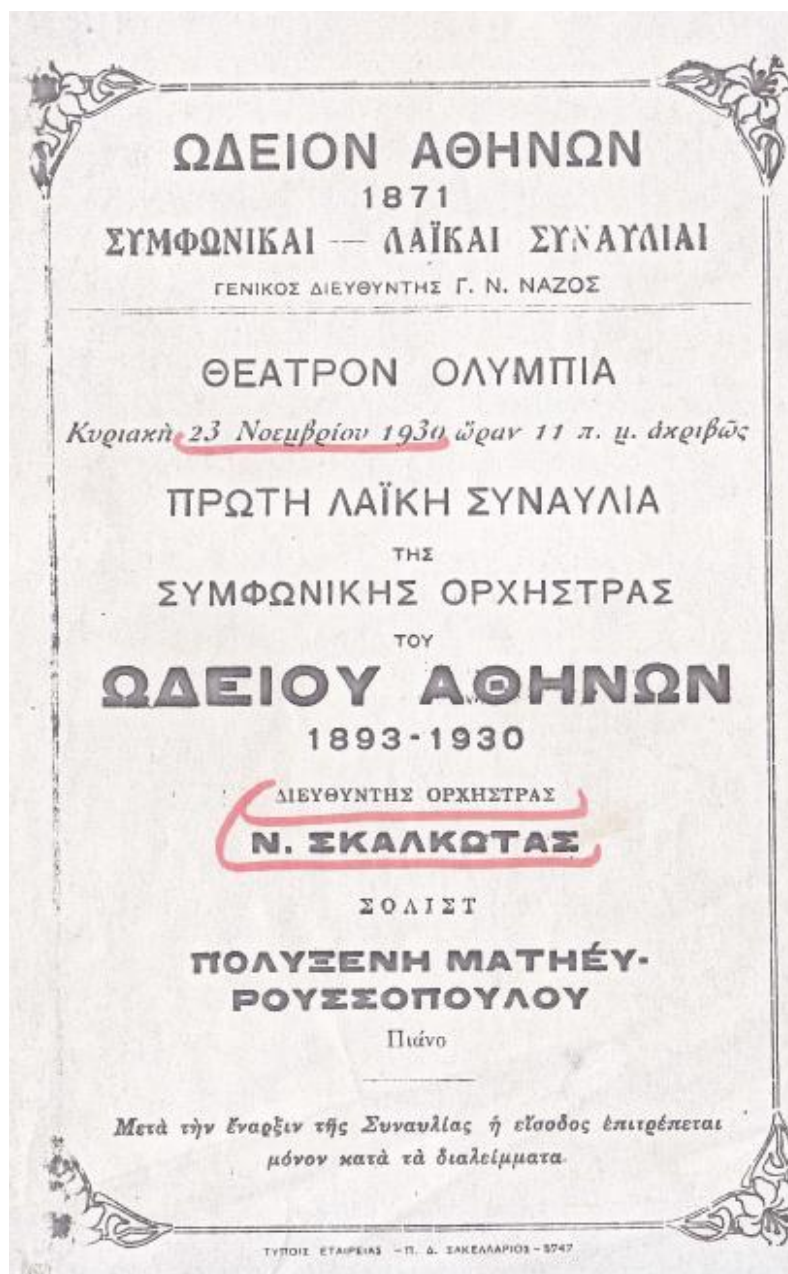 ΩΔΕΙΟΝ ΑΘΗΝΩΝ
1871
ΣΥΜΦΩΝΙΚΑΙ — ΛΑΪΚΑΙ ΣΥΝΑΥΛΙΑΙ
ΓΕΝΙΚΟΣ ΔΙΕΥΘΥΝΤΗΣ Γ. Ν. ΝΑΖΟΣ
ΘΕΑΤΡΟΝ ΟΛΥΜΠΙΑ
Κυριακὴ 23 Νοεμβρίου 1930 ὥραν 11 π. μ. ἀκριβῶς
ΠΡΩΤΗ ΛΑΪΚΗ ΣΥΝΑΥΛΙΑ
ΤΗΣ
ΣΥΜΦΩΝΙΚΗΣ ΟΡΧΗΣΤΡΑΣ
ΤΟΥ
ΩΔΕΙΟΥ ΑΘΗΝΩΝ
1893-1930
ΔΙΕΥΘΥΝΤΗΣ ΟΡΧΗΣΤΡΑΣ
Ν. ΣΚΑΛΚΩΤΑΣ
ΣΟΛΙΣΤ
ΠΟΛΥΞΕΝΗ ΜΑΤΗΈΥ-
ΡΟΥΣΣΟΠΟΥΛΟΥ
Πιάνο
Μετὰ τὴν ἔναρξιν τῆς Συναυλίας ἡ εἴσοδος ἐπιτρέπεται
μόνον κατὰ τὰ διαλείμματα.
ΤΥΠΟΙΣ ΕΤΑΙΡΕΙΑΣ – Π. Δ. ΣΑΚΕΛΛΑΡΙΟΣ – 5747